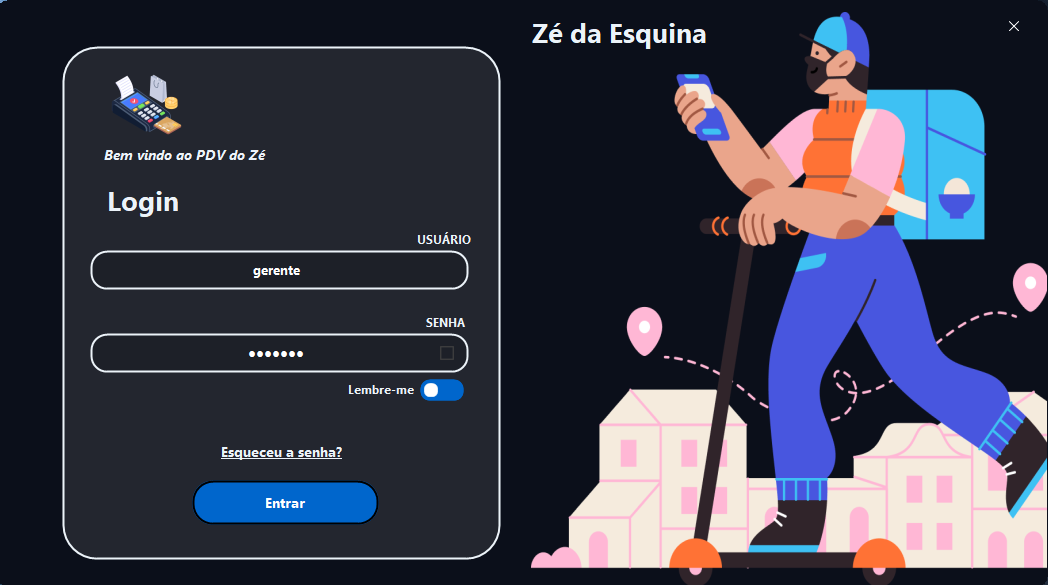 Zé da Esquina
Bem vindo ao PDV do Zé
Login
USUÁRIO
gerente
SENHA
•••••••
Lembre-me
Esqueceu a senha?
Entrar